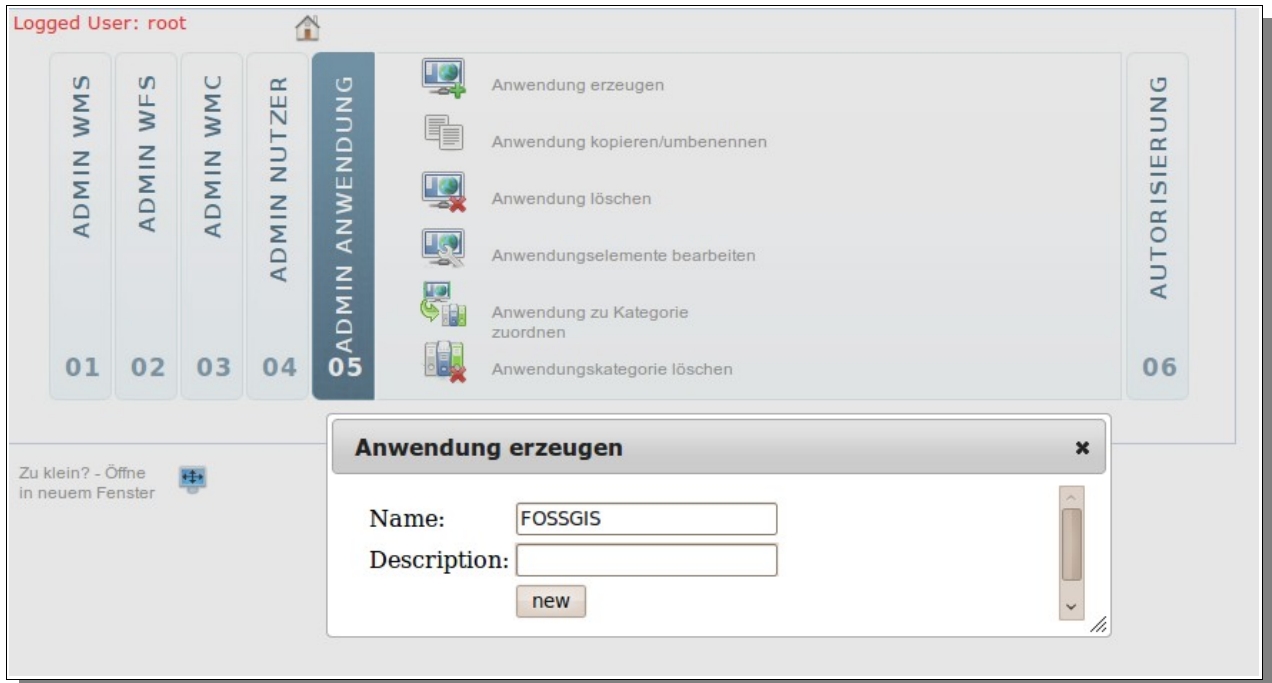 Logged User: root
ADMIN WMS
01
ADMIN WFS
02
ADMIN WMC
03
ADMIN NUTZER
04
ADMIN ANWENDUNG
05
Anwendung erzeugen
Anwendung kopieren/umbenennen
Anwendung löschen
Anwendungselemente bearbeiten
Anwendung zu Kategorie
zuordnen
Anwendungskategorie löschen
AUTORISIERUNG
06
Zu klein? - Öffne
in neuem Fenster
Anwendung erzeugen
Name: FOSSGIS
Description:
new